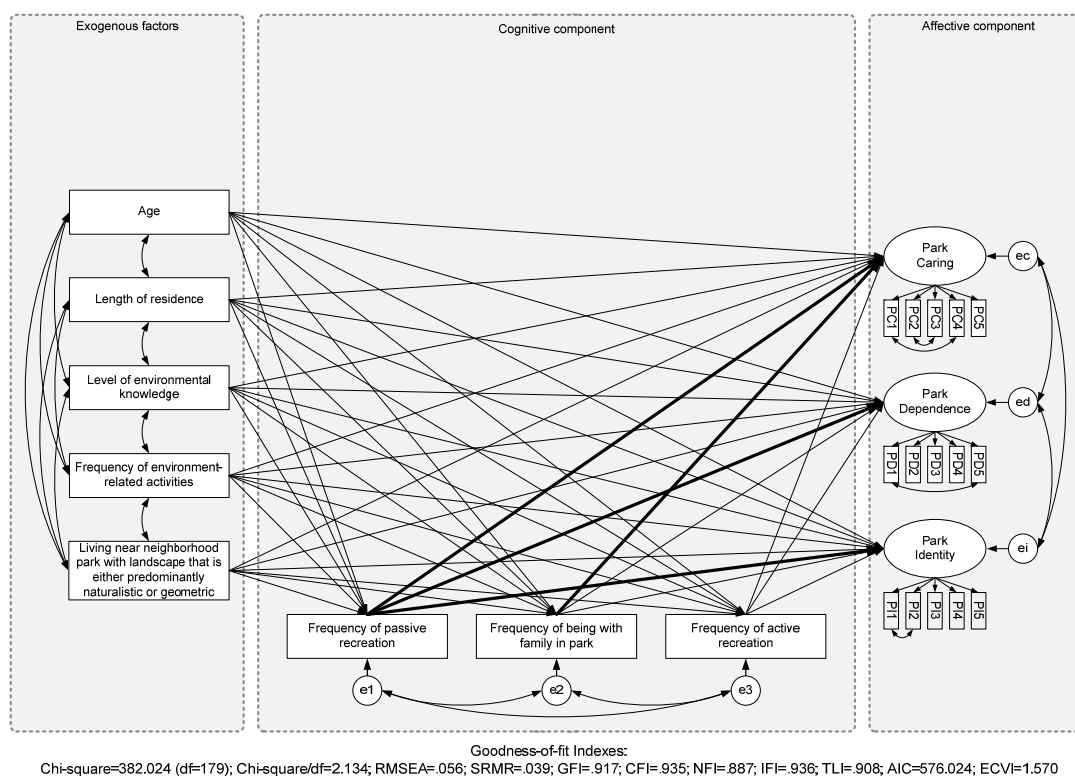 Exogenous factors
Cognitive component
Affective component
Age
Length of residence
Level of environmental
knowledge
Frequency of environment-
related activities
Living near neighborhood
park with landscape that is
either predominantly
naturalistic or geometric
Frequency of passive
recreation
Frequency of being with
family in park
Frequency of active
recreation
e1
e2
e3
Park
Caring
ec
PC1
PC2
PC3
PC4
PC5
Park
Dependence
ed
PD1
PD2
PD3
PD4
PD5
Park
Identity
ei
PI1
PI2
PI3
PI4
PI5
Goodness-of-fit Indexes:
Chi-square=382.024 (df=179); Chi-square/df=2.134; RMSEA=.056; SRMR=.039; GFI=.917; CFI=.935; NFI=.887; IFI=.936; TLI=.908; AIC=576.024; ECVI=1.570